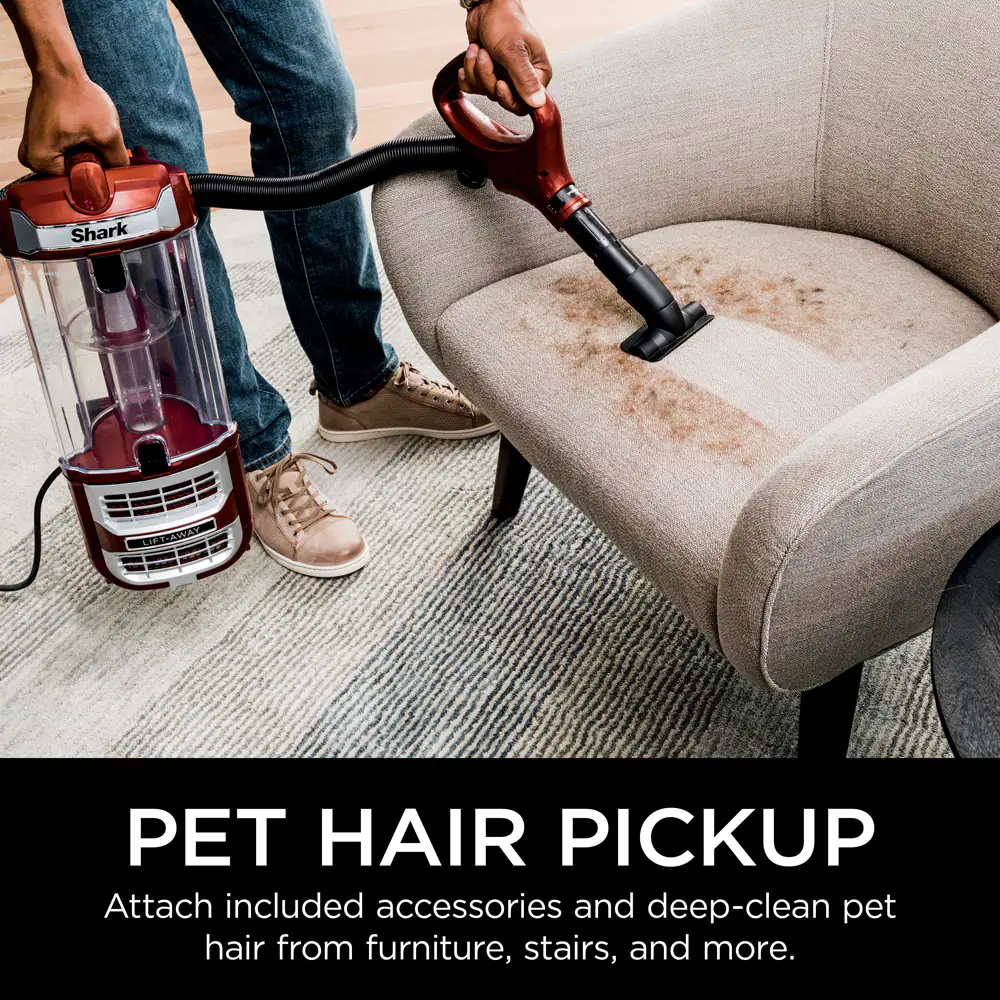 Shark
LIFT-AWAY
PET HAIR PICKUP
Attach included accessories and deep-clean pet
hair from furniture, stairs, and more.